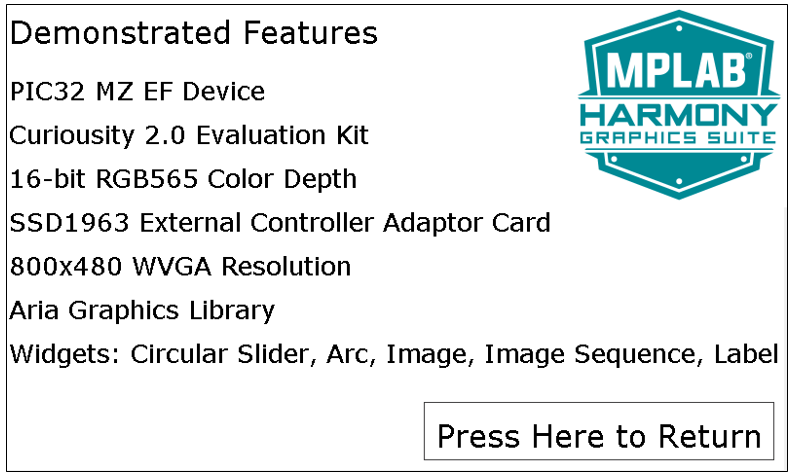 Demonstrated Features
MPLAB®
HARMONY
GRAPHICS SUITE
PIC32 MZ EF Device
Curiousity 2.0 Evaluation Kit
16-bit RGB565 Color Depth
SSD1963 External Controller Adaptor Card
800x480 WVGA Resolution
Aria Graphics Library
Widgets: Circular Slider, Arc, Image, Image Sequence, Label
Press Here to Return